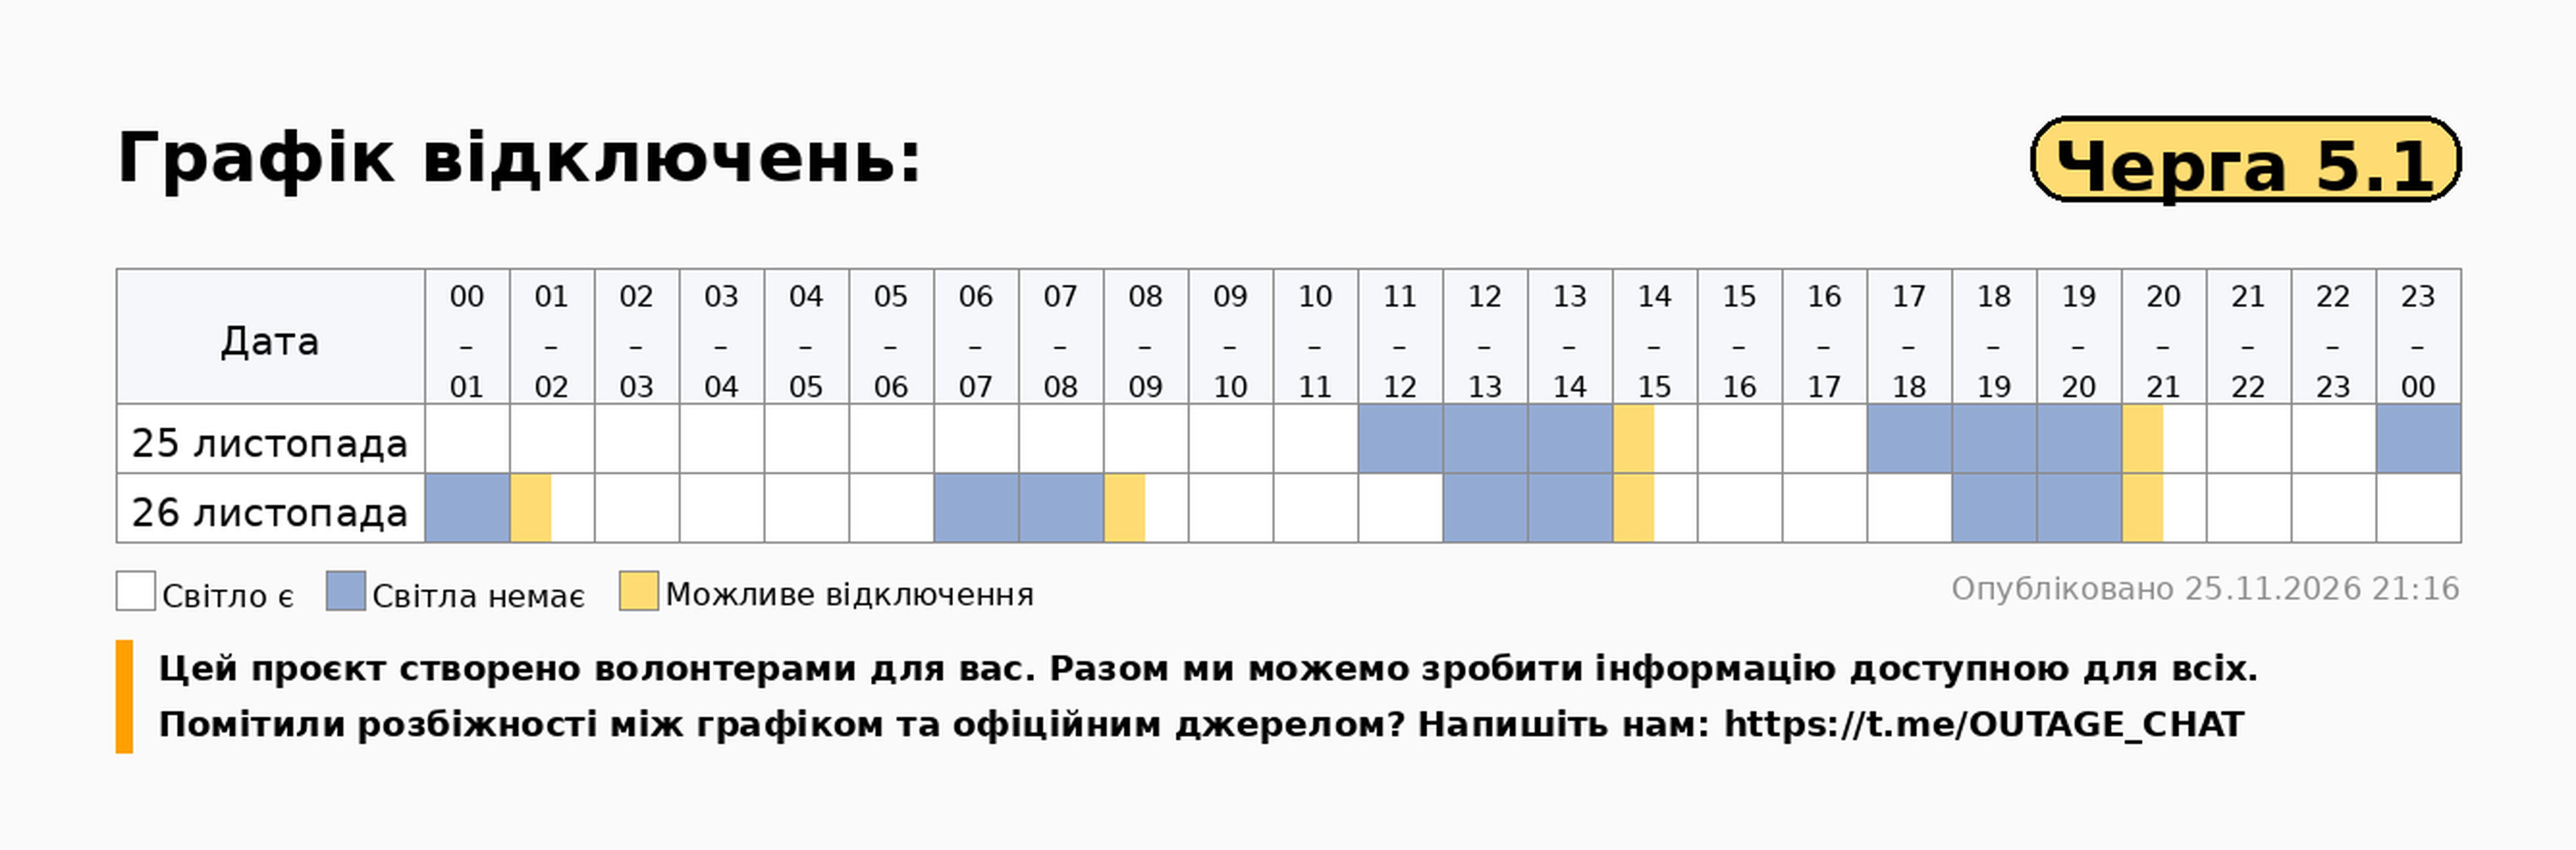 Графік відключень:
Черга 5.1
Дата
00 – 01
01 – 02
02 – 03
03 – 04
04 – 05
05 – 06
06 – 07
07 – 08
08 – 09
09 – 10
10 – 11
11 – 12
12 – 13
13 – 14
14 – 15
15 – 16
16 – 17
17 – 18
18 – 19
19 – 20
20 – 21
21 – 22
22 – 23
23 – 00
25 листопада
26 листопада
Світло є
Світла немає
Можливе відключення
Опубліковано 25.11.2026 21:16
Цей проєкт створено волонтерами для вас. Разом ми можемо зробити інформацію доступною для всіх.
Помітили розбіжності між графіком та офіційним джерелом? Напишіть нам: https://t.me/OUTAGE_CHAT